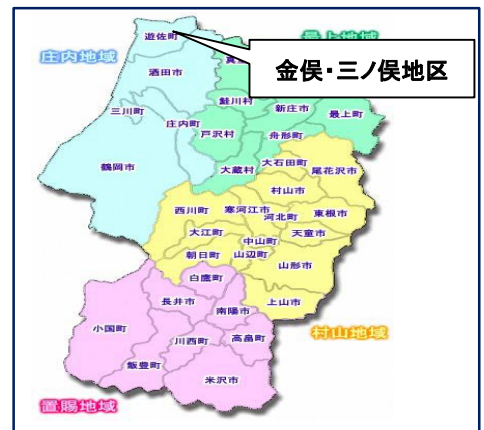 遊佐町
庄内地域
最上地域
金俣・三ノ俣地区
酒田市
真
鮭川村
新庄市
最上町
三川町
庄内町
戸沢村
舟形町
大蔵村
大石田町
尾花沢市
鶴岡市
村山市
西川町
寒河江市
河北町
東根市
大江町
天童市
中山町
朝日町
山辺町
山形市
白鷹町
長井市
上山市
南陽市
小国町
村山地域
川西町
高畠町
飯豊町
米沢市
置賜地域